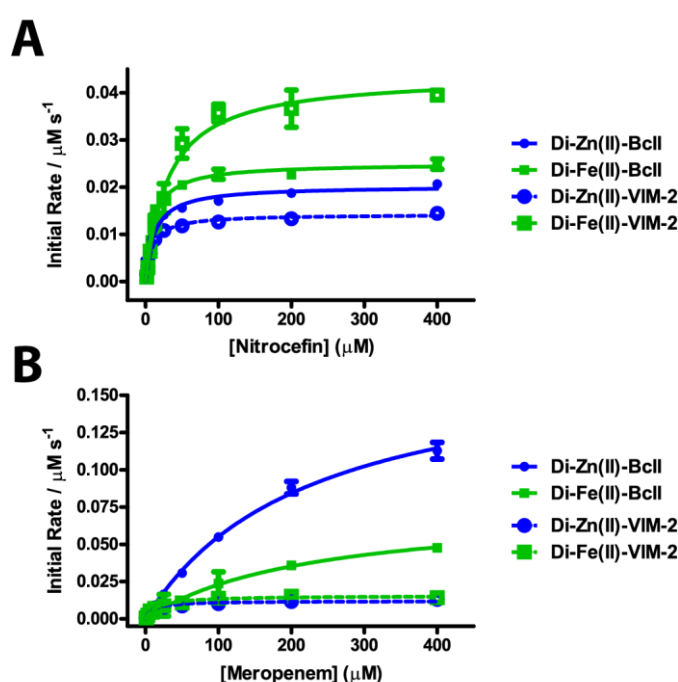 A
Initial Rate / µM s⁻¹
0.04
0.03
0.02
0.01
0.00
0 100 200 300 400
[Nitrocefin] (µM)
Di-Zn(II)-BcII
Di-Fe(II)-BcII
Di-Zn(II)-VIM-2
Di-Fe(II)-VIM-2
B
Initial Rate / µM s⁻¹
0.150
0.125
0.100
0.075
0.050
0.025
0.000
0 100 200 300 400
[Meropenem] (µM)
Di-Zn(II)-BcII
Di-Fe(II)-BcII
Di-Zn(II)-VIM-2
Di-Fe(II)-VIM-2